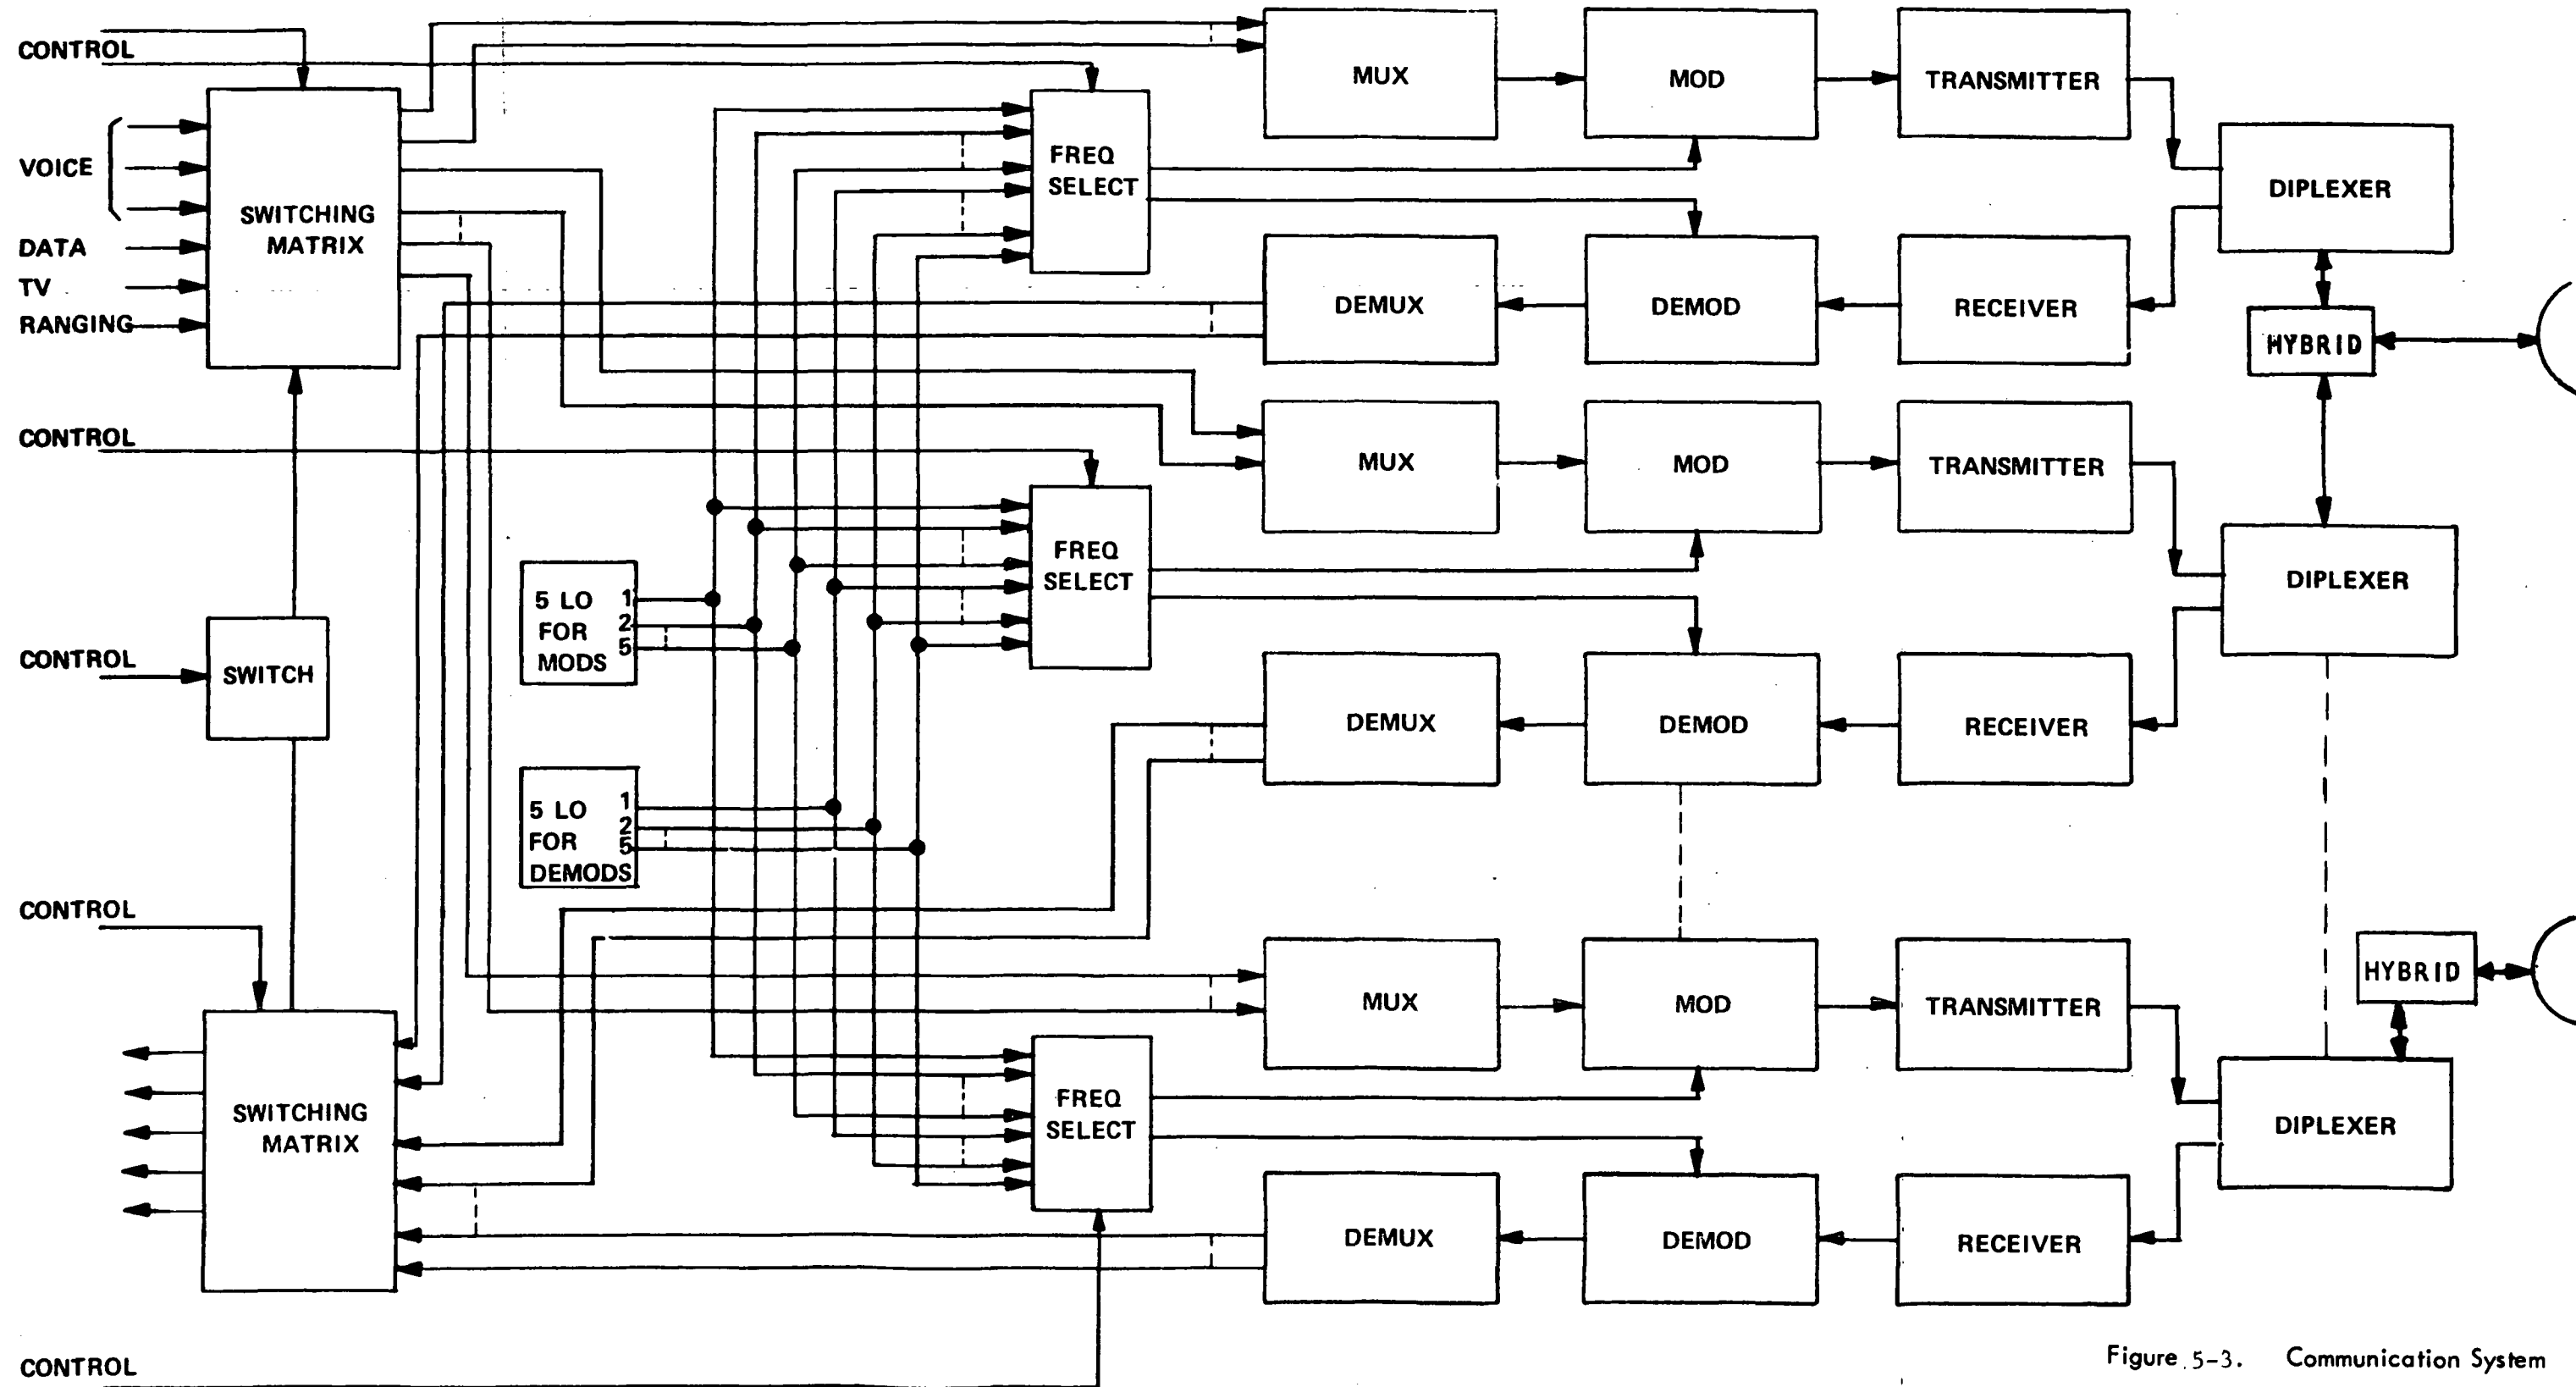 CONTROL
MUX
MOD
TRANSMITTER
VOICE
FREQ
SELECT
DIPLEXER
SWITCHING
MATRIX
DATA
TV
RANGING
DEMUX
DEMOD
RECEIVER
HYBRID
CONTROL
MUX
MOD
TRANSMITTER
FREQ
SELECT
DIPLEXER
5 LO
FOR
MODS
1
2
5
CONTROL
SWITCH
DEMUX
DEMOD
RECEIVER
5 LO
FOR
DEMODS
1
2
5
CONTROL
MUX
MOD
TRANSMITTER
HYBRID
SWITCHING
MATRIX
FREQ
SELECT
DIPLEXER
DEMUX
DEMOD
RECEIVER
CONTROL
Figure 5-3. Communication System